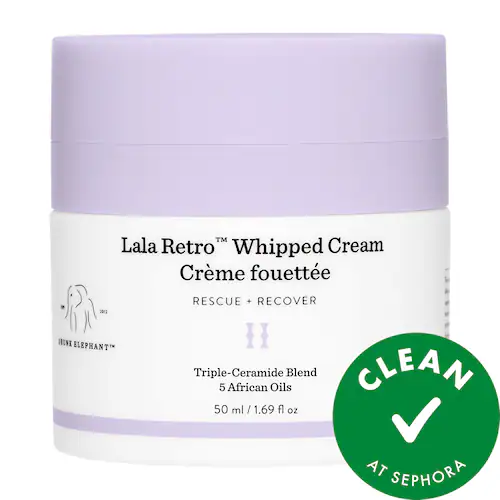 Lala Retro™ Whipped Cream
Crème fouettée
RESCUE + RECOVER
Triple-Ceramide Blend
5 African Oils
50 ml / 1.69 fl oz
DRUNK ELEPHANT™
CLEAN
AT SEPHORA